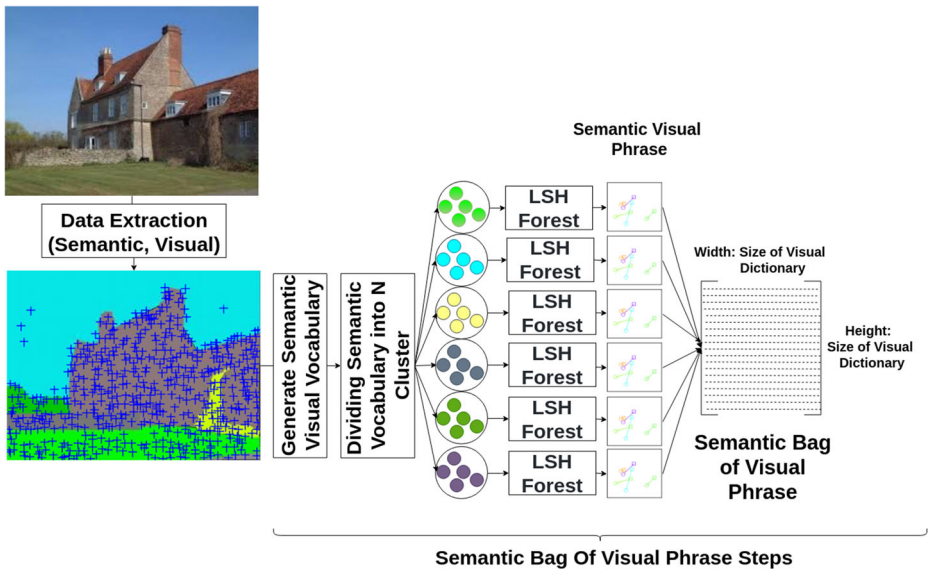 Data Extraction
(Semantic, Visual)
Generate Semantic
Visual Vocabulary
Dividing Semantic
Vocabulary into N
Cluster
LSH
Forest
LSH
Forest
LSH
Forest
LSH
Forest
LSH
Forest
LSH
Forest
Semantic Visual
Phrase
Width: Size of Visual
Dictionary
Height:
Size of Visual
Dictionary
Semantic Bag
of Visual
Phrase
Semantic Bag Of Visual Phrase Steps